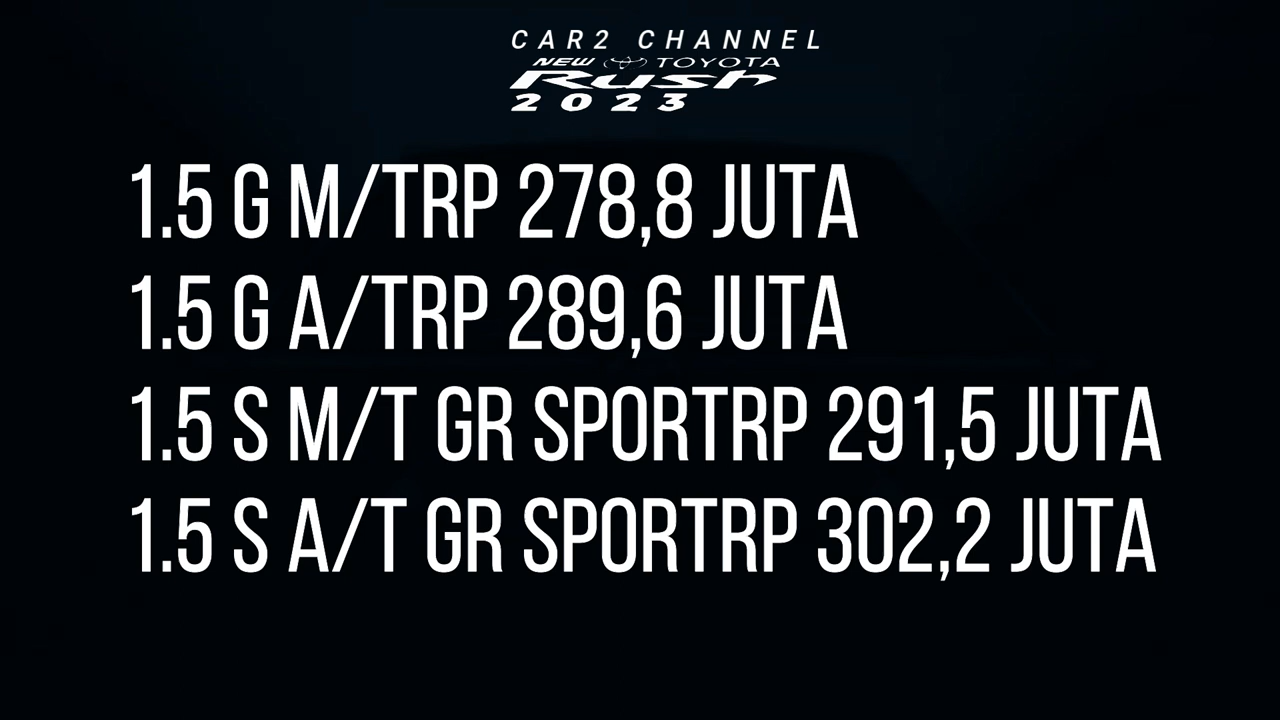 CAR2 CHANNEL
NEW TOYOTA
Rush
2023
1.5 G M/TRP 278,8 JUTA
1.5 G A/TRP 289,6 JUTA
1.5 S M/T GR SPORTRP 291,5 JUTA
1.5 S A/T GR SPORTRP 302,2 JUTA